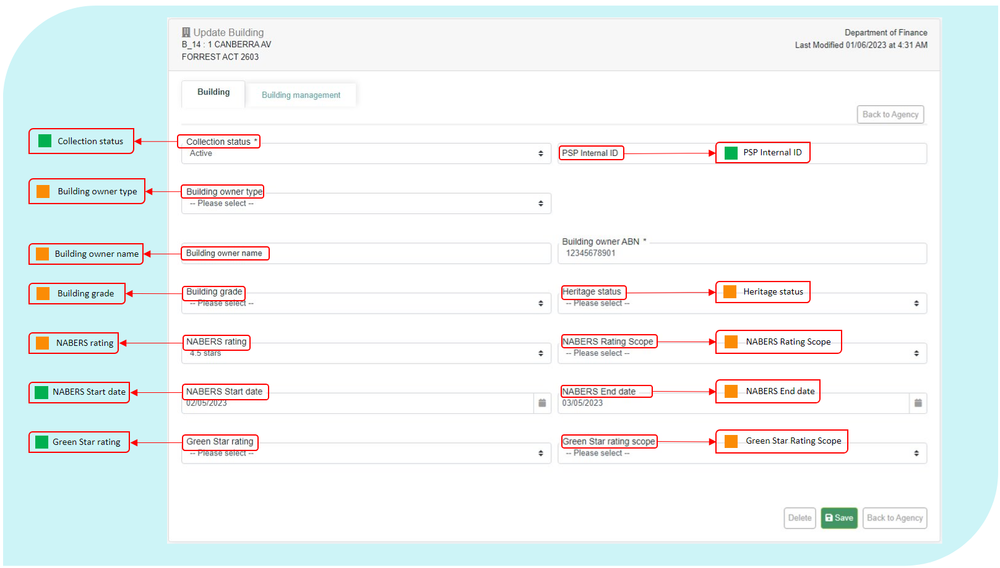 Update Building
B_14 : 1 CANBERRA AV
FORREST ACT 2603
Department of Finance
Last Modified 01/06/2023 at 4:31 AM
Building
Building management
Back to Agency
Collection status
Collection status *
Active
PSP Internal ID
PSP Internal ID
Building owner type
Building owner type
-- Please select --
Building owner name
Building owner name
Building owner ABN *
12345678901
Building grade
Building grade
-- Please select --
Heritage status
-- Please select --
Heritage status
NABERS rating
NABERS rating
4.5 stars
NABERS Rating Scope
-- Please select --
NABERS Rating Scope
NABERS Start date
NABERS Start date
02/05/2023
NABERS End date
03/05/2023
NABERS End date
Green Star rating
Green Star rating
-- Please select --
Green Star rating scope
-- Please select --
Green Star Rating Scope
Delete
Save
Back to Agency